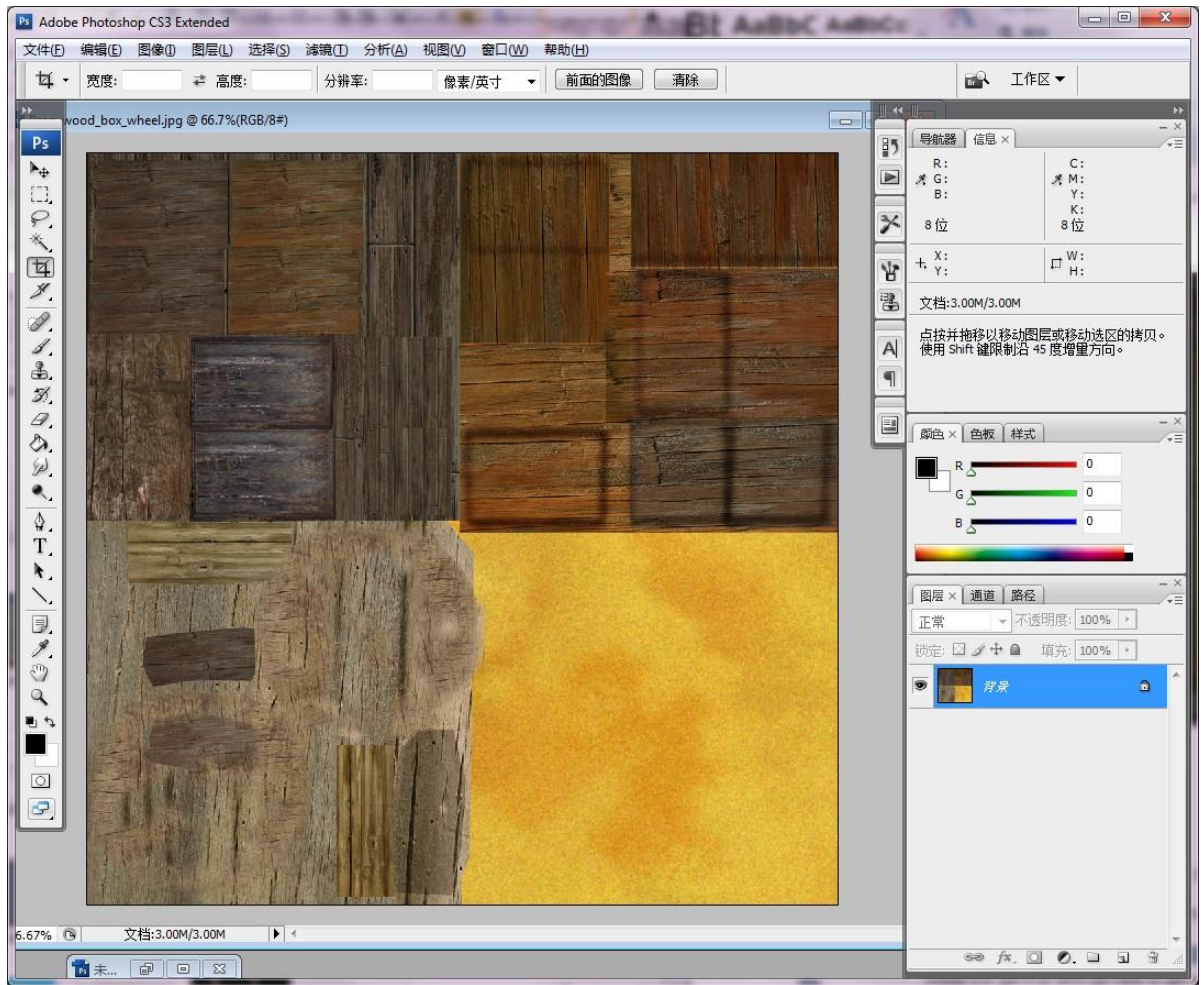 Ps Adobe Photoshop CS3 Extended
文件(F) 编辑(E) 图像(I) 图层(L) 选择(S) 滤镜(T) 分析(A) 视图(V) 窗口(W) 帮助(H)
宽度: 高度: 分辨率: 像素/英寸 前面的图像 清除 Br 工作区
wood_box_wheel.jpg @ 66.7%(RGB/8#)
Ps
T
导航器 信息 ×
R: C:
G: M:
B: Y:
K:
8位 8位
X: W:
Y: H:
文档:3.00M/3.00M
点按并拖移以移动图层或移动选区的拷贝。
使用 Shift 键限制沿 45 度增量方向。
A
颜色 × 色板 样式
R 0
G 0
B 0
图层 × 通道 路径
正常 不透明度: 100%
锁定: 填充: 100%
背景
6.67% 文档:3.00M/3.00M
Ps 未...
fx.